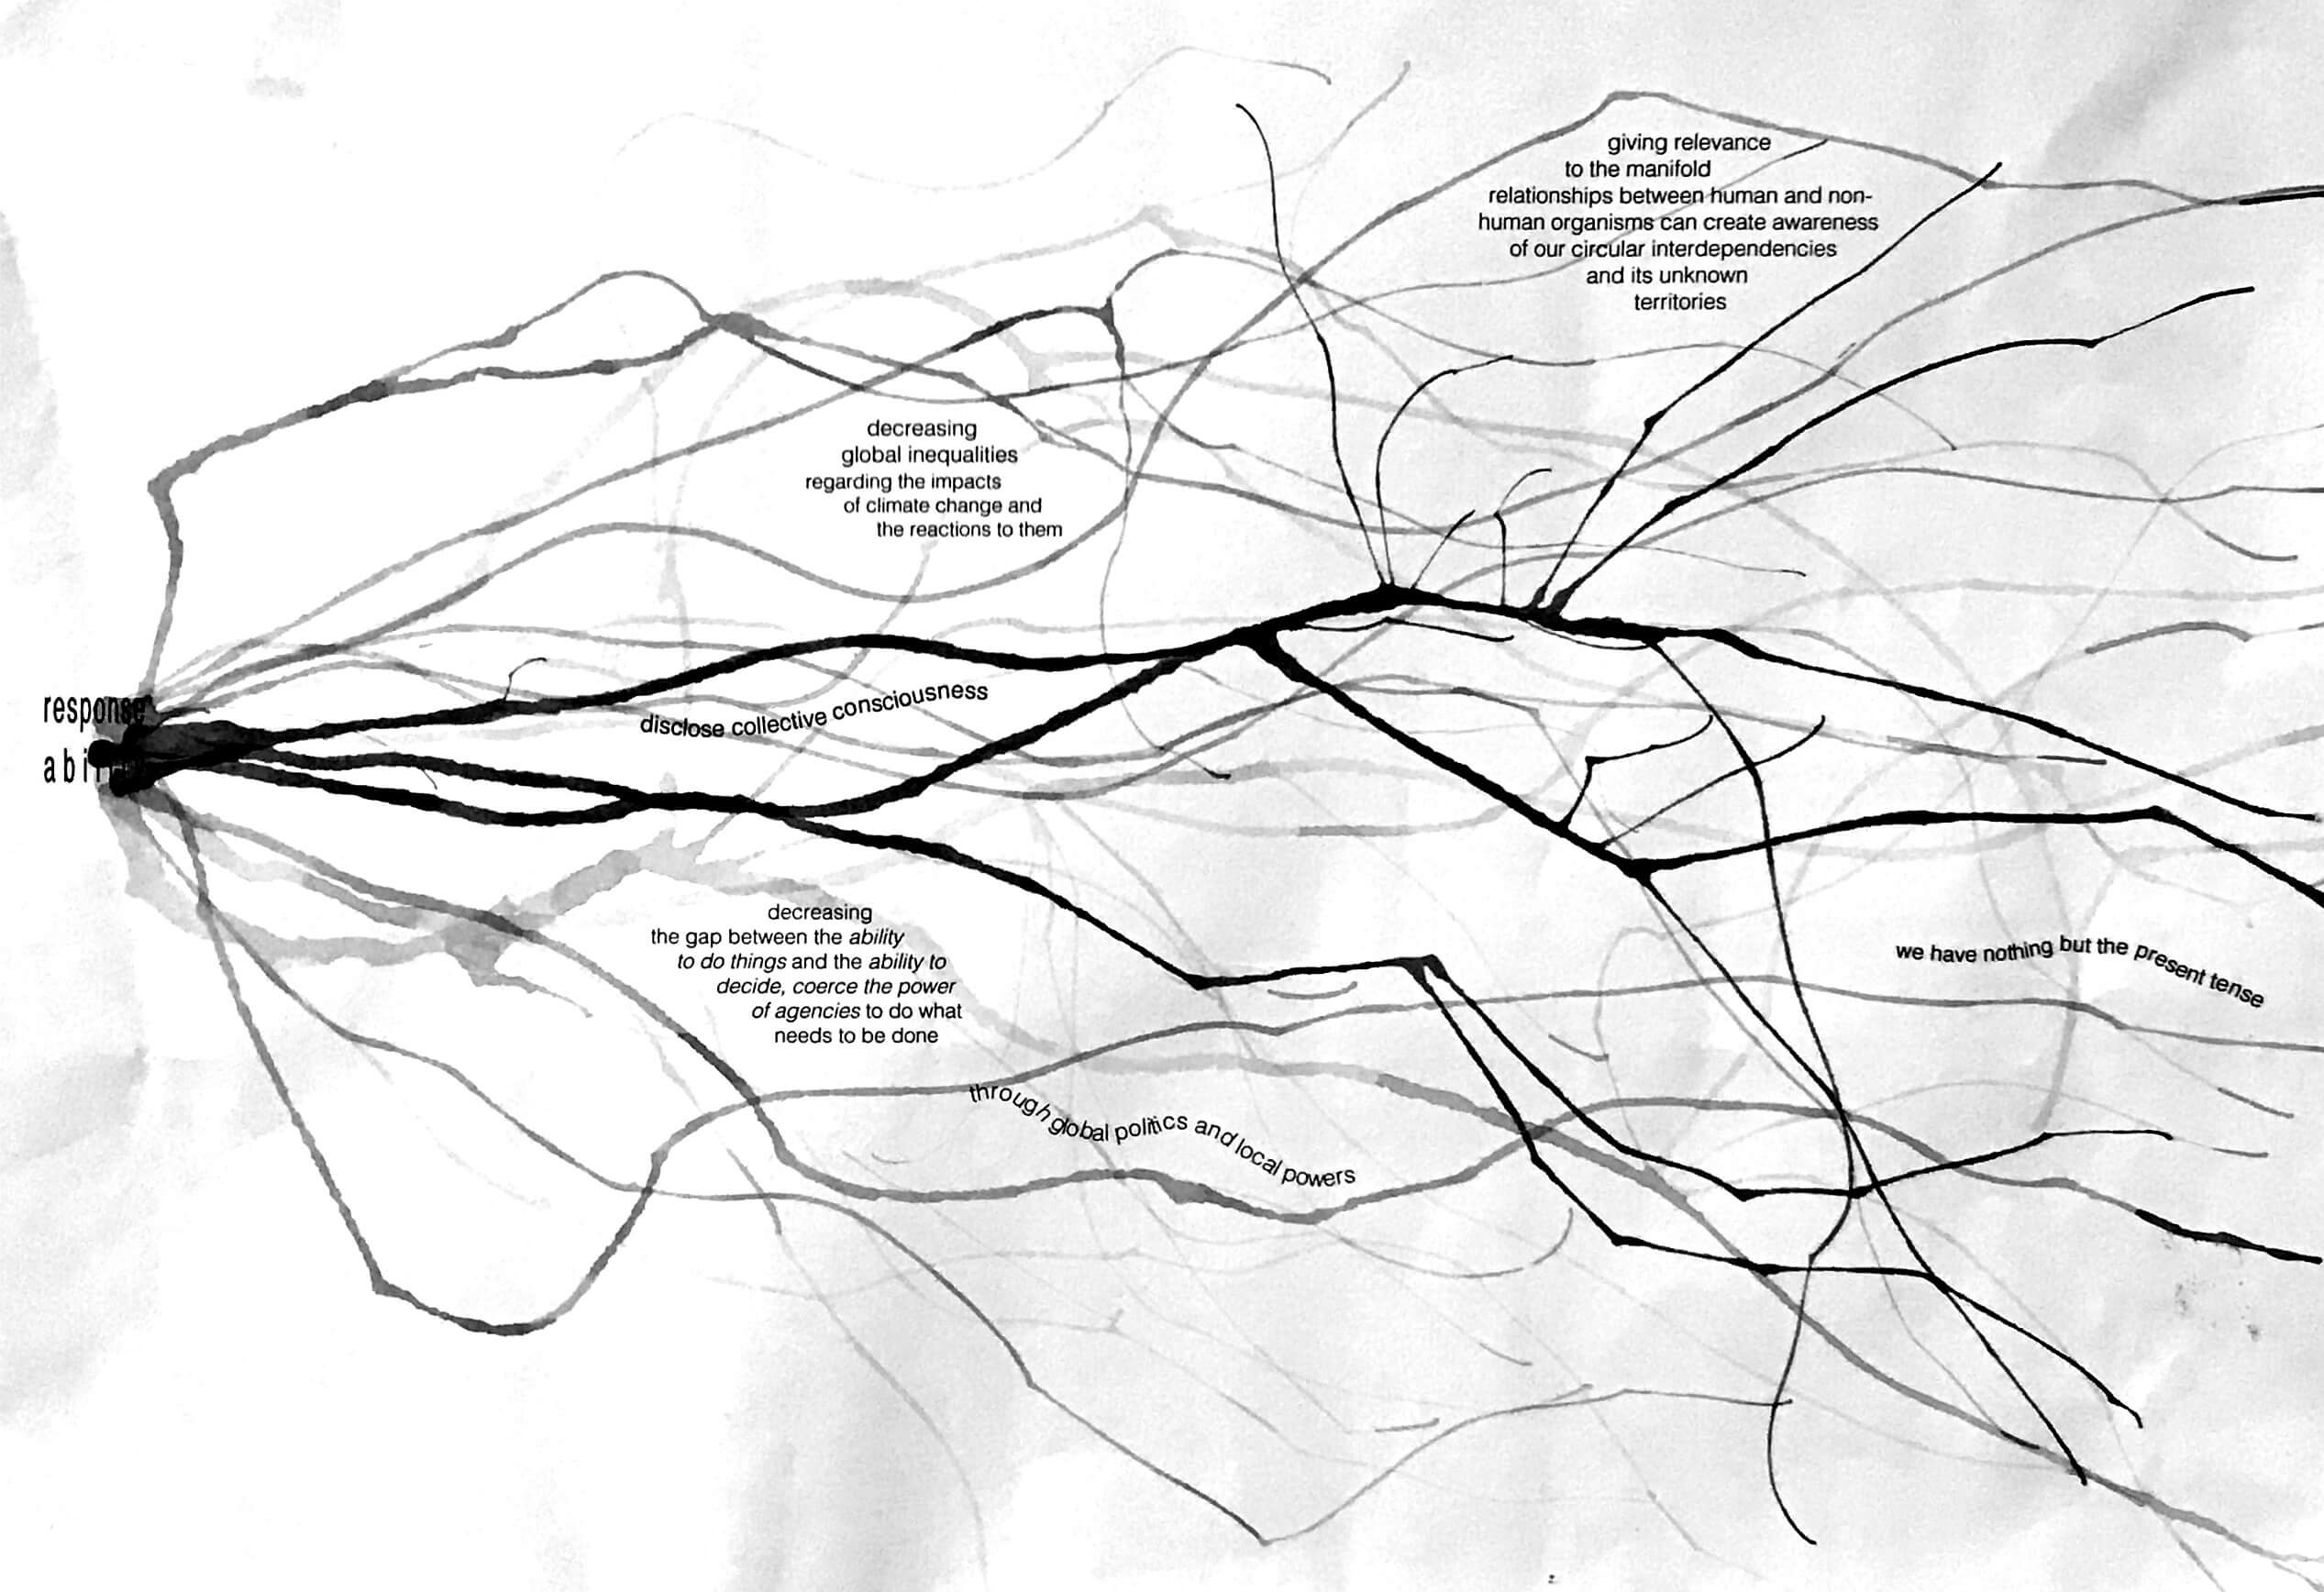 giving relevance
to the manifold
relationships between human and non-
human organisms can create awareness
of our circular interdependencies
and its unknown
territories
decreasing
global inequalities
regarding the impacts
of climate change and
the reactions to them
response
disclose collective consciousness
decreasing
the gap between the ability
to do things and the ability to
decide, coerce the power
of agencies to do what
needs to be done
we have nothing but the present tense
through global politics and local powers